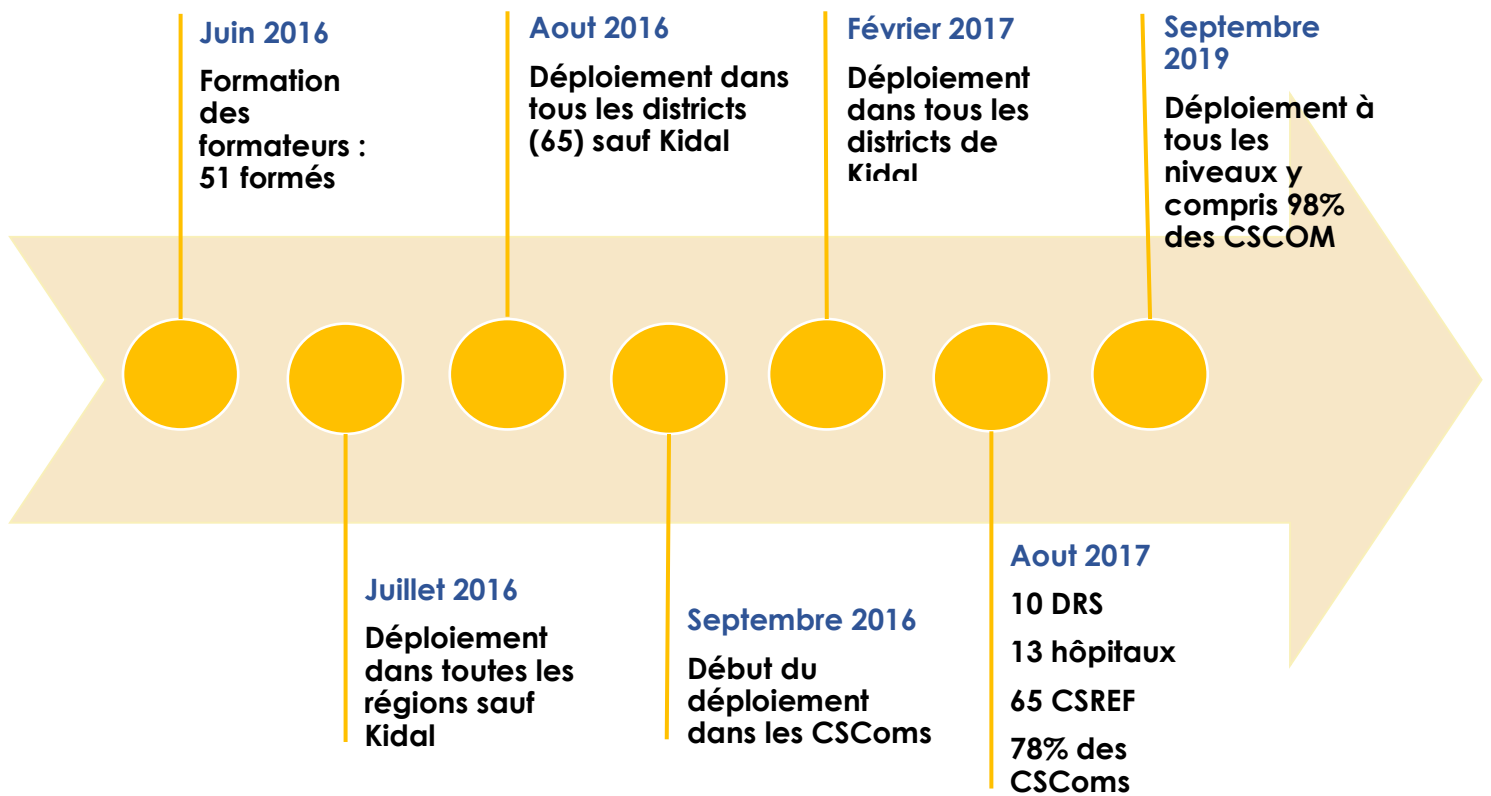 Juin 2016
Formation
des
formateurs :
51 formés
Juillet 2016
Déploiement
dans toutes les
régions sauf
Kidal
Aout 2016
Déploiement dans
tous les districts
(65) sauf Kidal
Septembre 2016
Début du
déploiement
dans les CSComs
Février 2017
Déploiement
dans tous les
districts de
Kidal
Aout 2017
10 DRS
13 hôpitaux
65 CSREF
78% des
CSComs
Septembre
2019
Déploiement à
tous les
niveaux y
compris 98%
des CSCOM